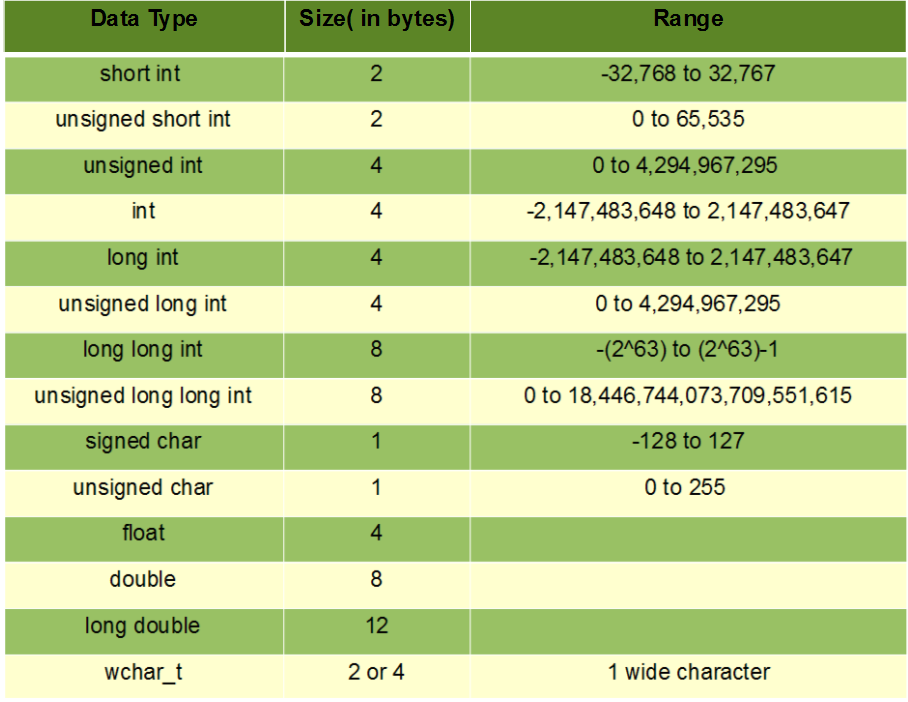 Data Type Size( in bytes) Range
short int 2 -32,768 to 32,767
unsigned short int 2 0 to 65,535
unsigned int 4 0 to 4,294,967,295
int 4 -2,147,483,648 to 2,147,483,647
long int 4 -2,147,483,648 to 2,147,483,647
unsigned long int 4 0 to 4,294,967,295
long long int 8 -(2^63) to (2^63)-1
unsigned long long int 8 0 to 18,446,744,073,709,551,615
signed char 1 -128 to 127
unsigned char 1 0 to 255
float 4
double 8
long double 12
wchar_t 2 or 4 1 wide character